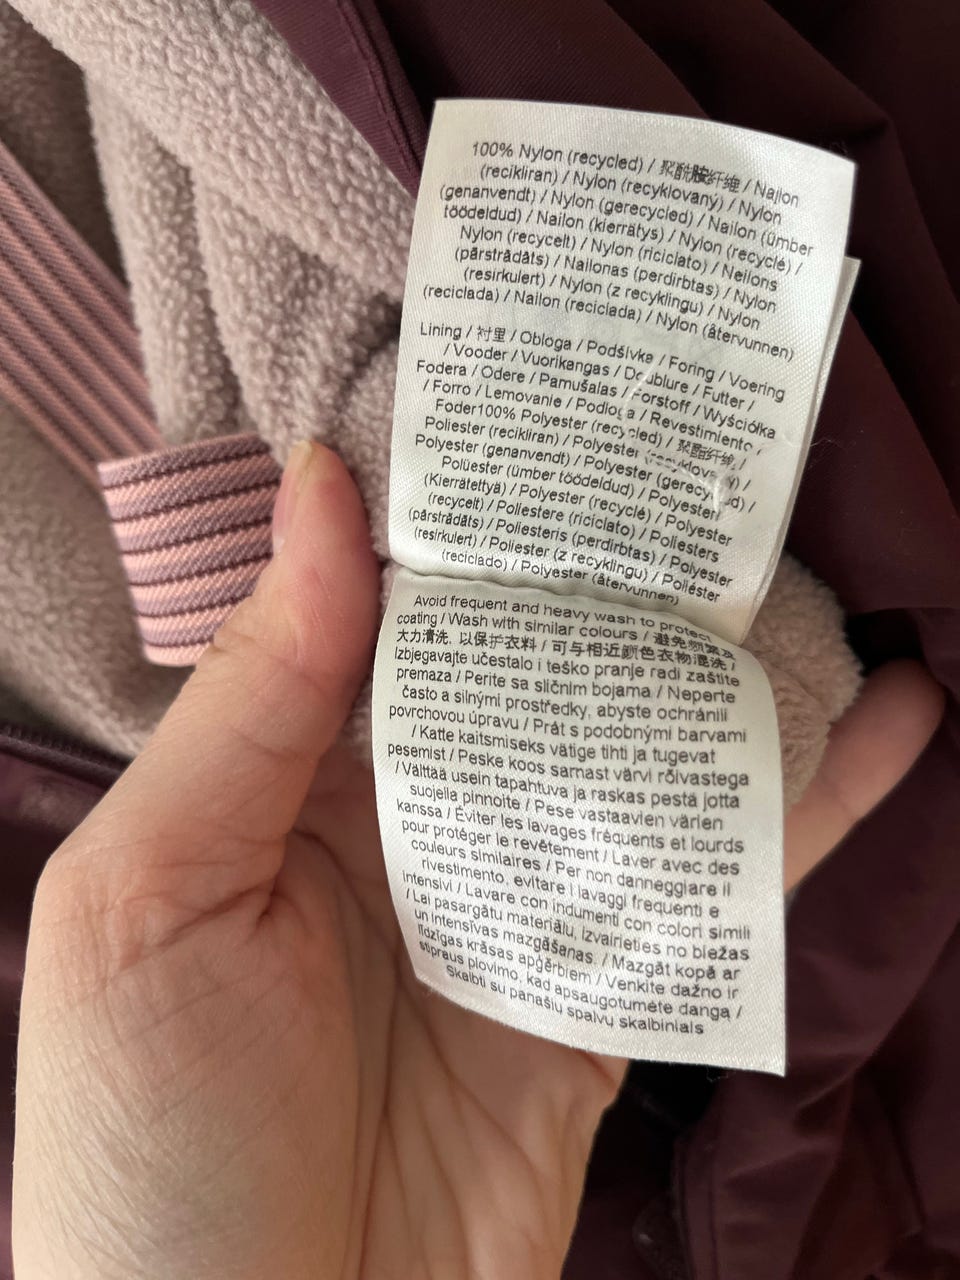 100% Nylon (recycled) / 聚酰胺纤维 / Najlon
(recikliran) / Nylon (recyklovaný) / Nylon
(genanvendt) / Nylon (gerecycled) / Nailon (ümber
töödeldud) / Nailon (kierrätys) / Nylon (recyclé) /
Nylon (recycelt) / Nylon (riciclato) / Neilons
(pārstrādāts) / Nailonas (perdirbtas) / Nylon
(resirkulert) / Nylon (z recyklingu) / Nylon
(reciclada) / Nailon (reciclada) / Nylon (återvunnen)
Lining / 衬里 / Obloga / Podšívka / Foring / Voering
/ Vooder / Vuorikangas / Doublure / Futter /
Fodera / Odere / Pamušalas / Forstoff / Wyściółka
/ Forro / Lemovanie / Podloga / Revestimiento /
Foder100% Polyester (recycled) / 聚酯纤维 /
Poliester (recikliran) / Polyester (recyklovaný) /
Polyester (genanvendt) / Polyester (gerecycled) /
Polüester (ümber töödeldud) / Polyesteri
(Kierrätettyä) / Polyester (recyclé) / Polyester
(recycelt) / Poliestere (riciclato) / Poliesters
(pārstrādāts) / Poliesteris (perdirbtas) / Polyester
(resirkulert) / Poliester (z recyklingu) / Poliéster
(reciclado) / Polyester (återvunnen)
Avoid frequent and heavy wash to protect
coating / Wash with similar colours / 避免频繁及
大力清洗, 以保护衣料 / 可与相近颜色衣物混洗 /
Izbjegavajte učestalo i teško pranje radi zaštite
premaza / Perite sa sličnim bojama / Neperte
často a silnými prostředky, abyste ochránili
povrchovou úpravu / Prát s podobnými barvami
/ Katte kaitsmiseks vätige tihti ja tugevat
pesemist / Peske koos sarnast värvi rõivastega
/ Välttää usein tapahtuva ja raskas pestä jotta
suojella pinnoite / Pese vastaavien värien
kanssa / Éviter les lavages fréquents et lourds
pour protéger le revêtement / Laver avec des
couleurs similaires / Per non danneggiare il
rivestimento, evitare i lavaggi frequenti e
intensivi / Lavare con indumenti con colori simili
/ Lai pasargātu materiālu, izvairieties no biežas
un intensīvas mazgāšanas. / Mazgāt kopā ar
līdzīgas krāsas apģērbiem / Venkite dažno ir
stipraus plovimo, kad apsaugotumėte dangą /
Skalbti su panašių spalvų skalbiniais